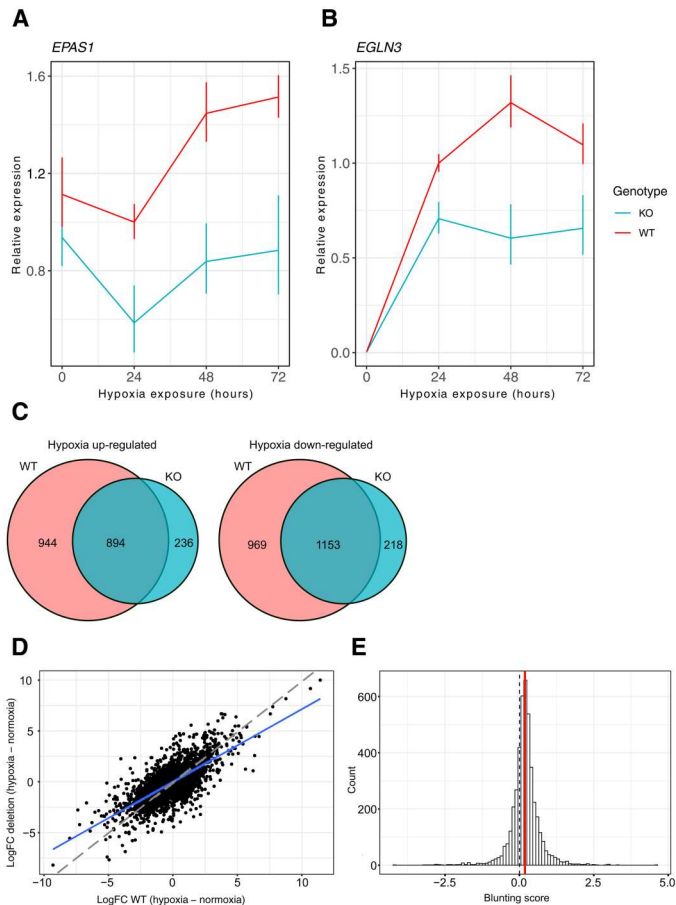 A
EPAS1
1.6
1.2
0.8
Relative expression
0
24
48
72
Hypoxia exposure (hours)
B
EGLN3
1.5
1.0
0.5
0.0
Relative expression
0
24
48
72
Hypoxia exposure (hours)
Genotype
KO
WT
C
Hypoxia up-regulated
WT
KO
944
894
236
Hypoxia down-regulated
WT
KO
969
1153
218
D
10
5
0
−5
LogFC deletion (hypoxia − normoxia)
−10
−5
0
5
10
LogFC WT (hypoxia − normoxia)
E
600
400
200
0
Count
−2.5
0.0
2.5
5.0
Blunting score